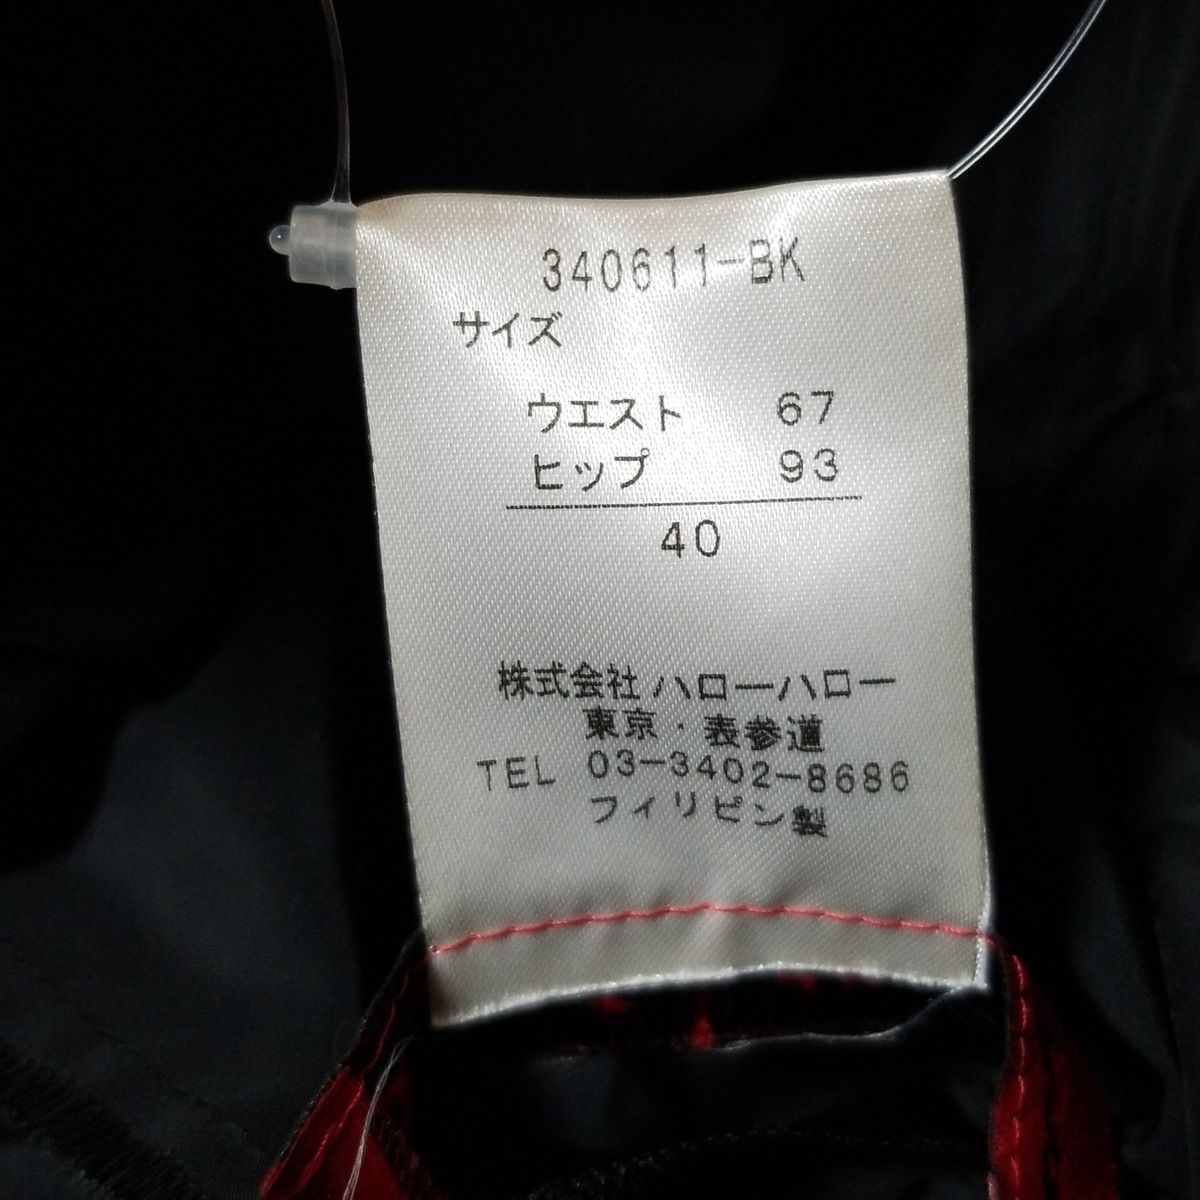 340611-BK
サイズ
ウエスト 67
ヒップ 93
40
株式会社 ハローハロー
東京・表参道
TEL 03-3402-8686
フィリピン製